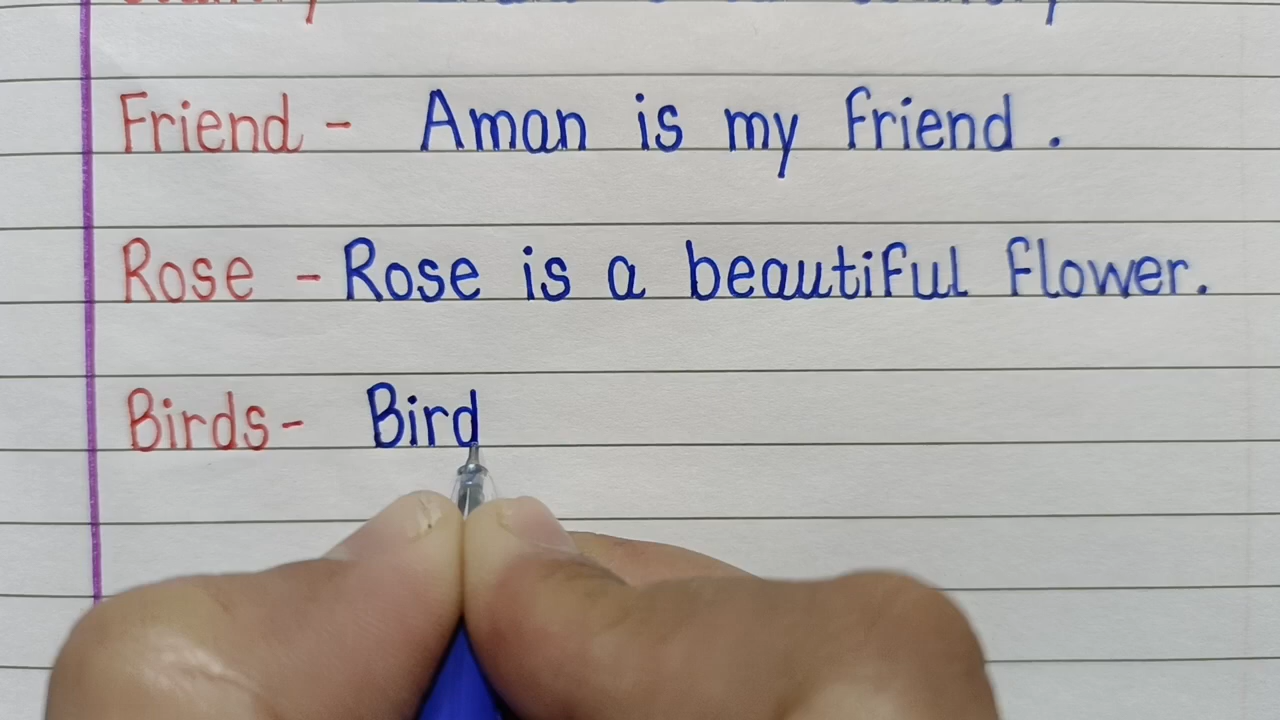 Friend - Aman is my friend .
Rose - Rose is a beautiful flower.
Birds - Bird